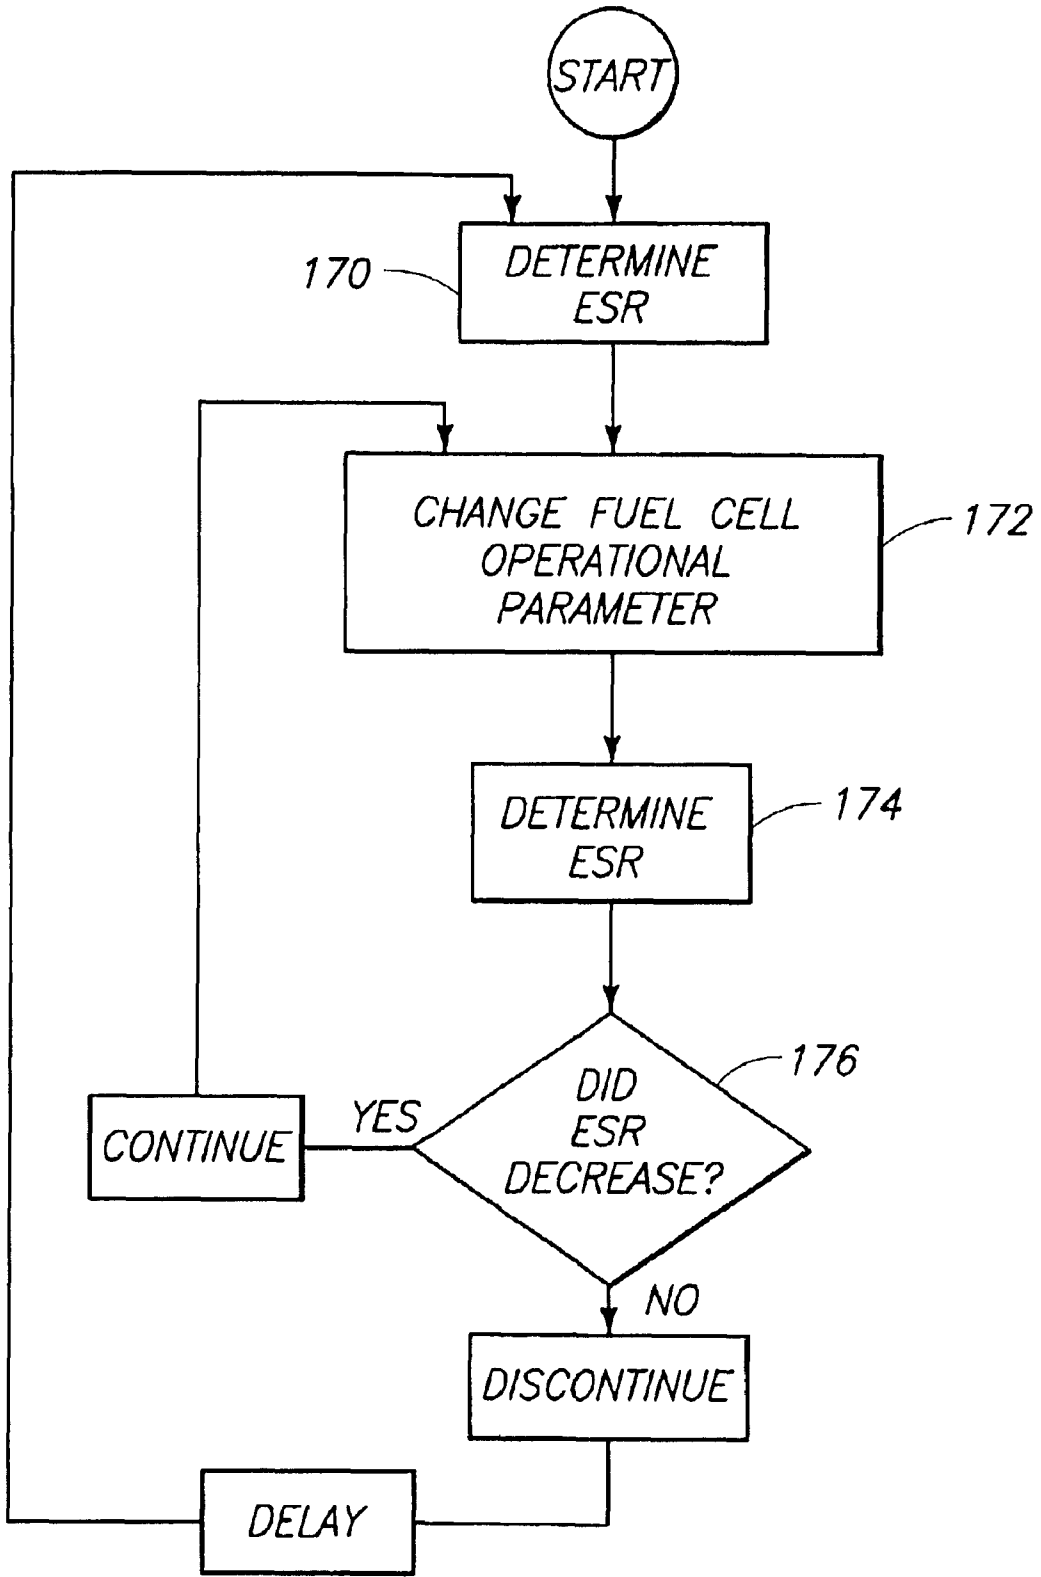 START
170
DETERMINE
ESR
CHANGE FUEL CELL
OPERATIONAL
PARAMETER
172
DETERMINE
ESR
174
DID
ESR
DECREASE?
176
YES
CONTINUE
NO
DISCONTINUE
DELAY